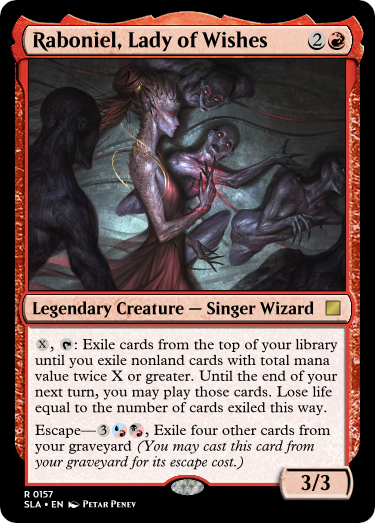 Raboniel, Lady of Wishes 2
Legendary Creature — Singer Wizard
X, : Exile cards from the top of your library
until you exile nonland cards with total mana
value twice X or greater. Until the end of your
next turn, you may play those cards. Lose life
equal to the number of cards exiled this way.
Escape—3, Exile four other cards from
your graveyard (You may cast this card from
your graveyard for its escape cost.)
3/3
R 0157
SLA • EN Petar Penev